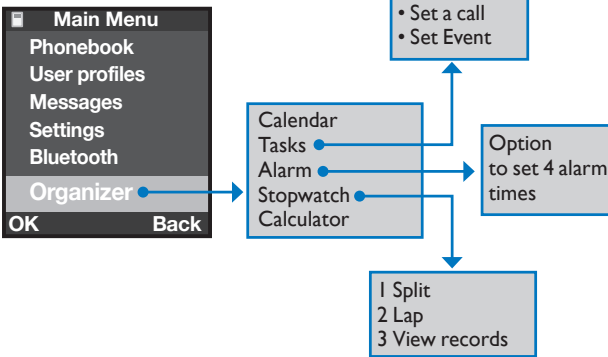 Main Menu
Phonebook
User profiles
Messages
Settings
Bluetooth
Organizer
OK Back
Calendar
Tasks
Alarm
Stopwatch
Calculator
• Set a call
• Set Event
Option
to set 4 alarm
times
1 Split
2 Lap
3 View records